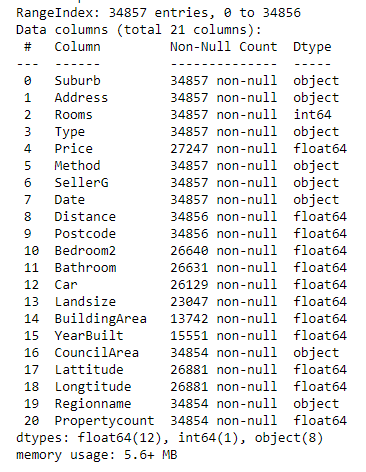 RangeIndex: 34857 entries, 0 to 34856
Data columns (total 21 columns):
 #   Column         Non-Null Count  Dtype
---  ------         --------------  -----
 0   Suburb         34857 non-null  object
 1   Address        34857 non-null  object
 2   Rooms          34857 non-null  int64
 3   Type           34857 non-null  object
 4   Price          27247 non-null  float64
 5   Method         34857 non-null  object
 6   SellerG        34857 non-null  object
 7   Date           34857 non-null  object
 8   Distance       34856 non-null  float64
 9   Postcode       34856 non-null  float64
 10  Bedroom2       26640 non-null  float64
 11  Bathroom       26631 non-null  float64
 12  Car            26129 non-null  float64
 13  Landsize       23047 non-null  float64
 14  BuildingArea   13742 non-null  float64
 15  YearBuilt      15551 non-null  float64
 16  CouncilArea    34854 non-null  object
 17  Lattitude      26881 non-null  float64
 18  Longtitude     26881 non-null  float64
 19  Regionname     34854 non-null  object
 20  Propertycount  34854 non-null  float64
dtypes: float64(12), int64(1), object(8)
memory usage: 5.6+ MB